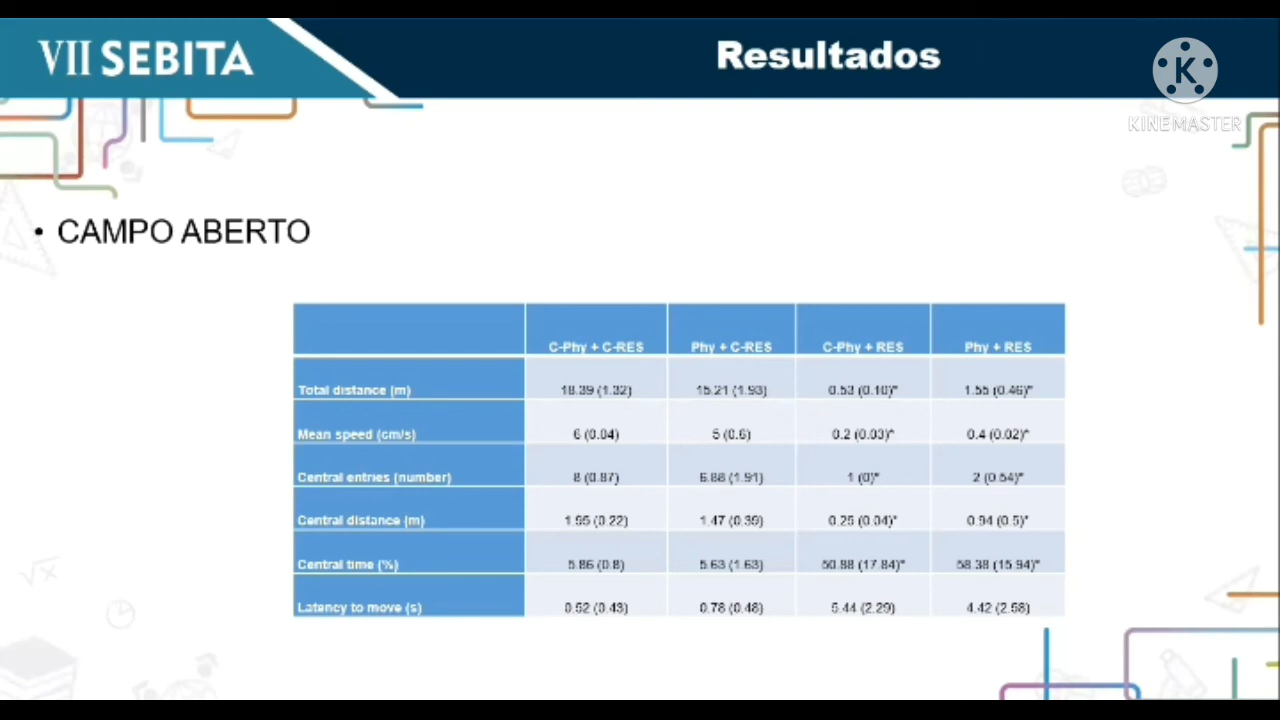 VII SEBITA
Resultados
KINEMASTER
• CAMPO ABERTO
C-Phy + C-RES Phy + C-RES C-Phy + RES Phy + RES
Total distance (m) 18.39 (1.32) 15.21 (1.93) 0.53 (0.10)* 1.55 (0.46)*
Mean speed (cm/s) 6 (0.04) 5 (0.6) 0.2 (0.03)* 0.4 (0.02)*
Central entries (number) 8 (0.87) 6.88 (1.91) 1 (0)* 2 (0.54)*
Central distance (m) 1.95 (0.22) 1.47 (0.39) 0.25 (0.04)* 0.94 (0.5)*
Central time (%) 5.86 (0.8) 5.63 (1.63) 50.88 (17.84)* 58.38 (15.94)*
Latency to move (s) 0.52 (0.43) 0.78 (0.48) 5.44 (2.29) 4.42 (2.58)